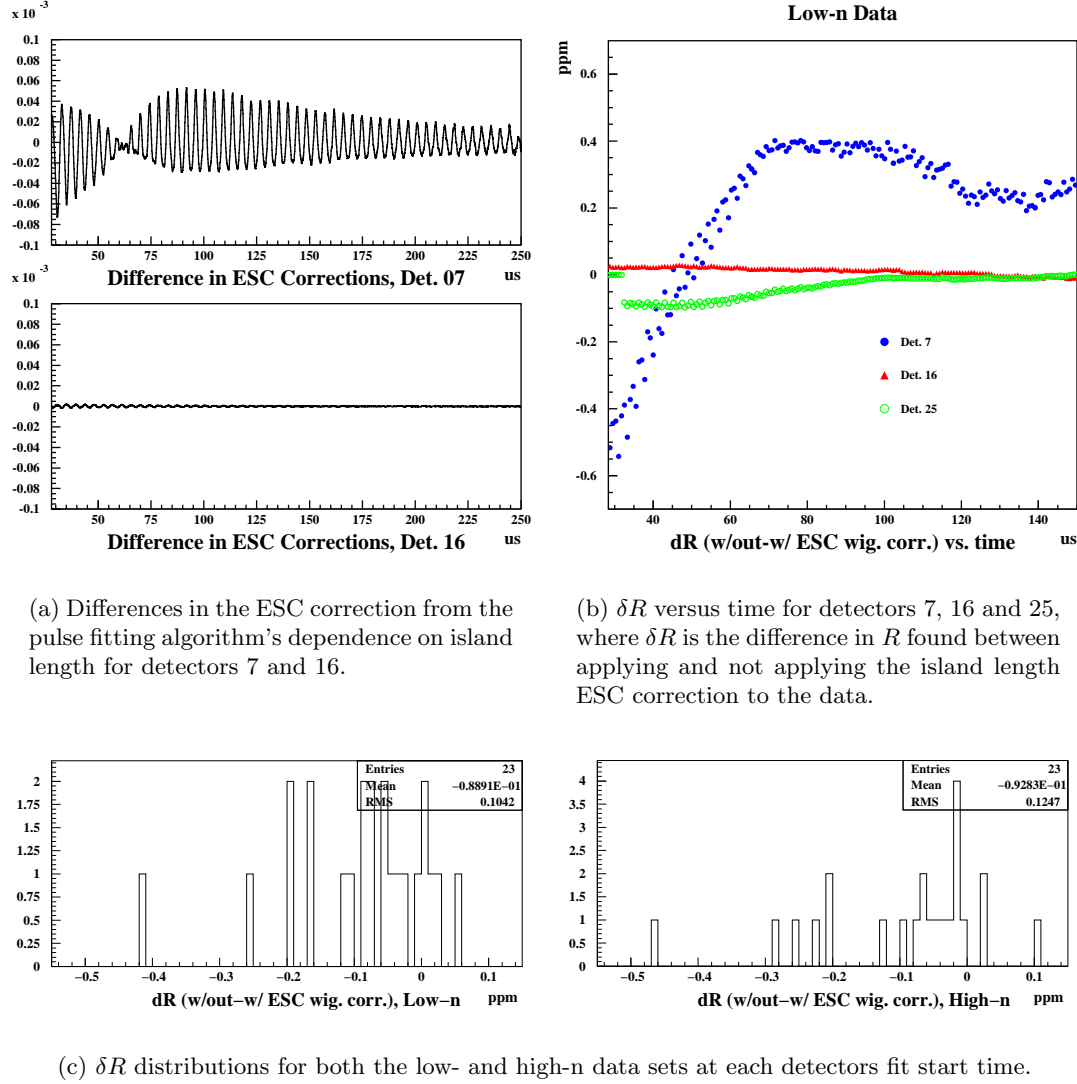 x 10⁻³
0.1
0.08
0.06
0.04
0.02
0
-0.02
-0.04
-0.06
-0.08
-0.1
50 75 100 125 150 175 200 225 250
Difference in ESC Corrections, Det. 07 us
x 10⁻³
0.1
0.08
0.06
0.04
0.02
0
-0.02
-0.04
-0.06
-0.08
-0.1
50 75 100 125 150 175 200 225 250
Difference in ESC Corrections, Det. 16 us
Low-n Data
ppm
0.6
0.4
0.2
0
-0.2
-0.4
-0.6
Det. 7
Det. 16
Det. 25
40 60 80 100 120 140
dR (w/out-w/ ESC wig. corr.) vs. time us
(a) Differences in the ESC correction from the
pulse fitting algorithm's dependence on island
length for detectors 7 and 16.
(b) δR versus time for detectors 7, 16 and 25,
where δR is the difference in R found between
applying and not applying the island length
ESC correction to the data.
Entries 23
Mean −0.8891E−01
RMS 0.1042
2
1.75
1.5
1.25
1
0.75
0.5
0.25
0
−0.5 −0.4 −0.3 −0.2 −0.1 0 0.1
dR (w/out−w/ ESC wig. corr.), Low−n ppm
Entries 23
Mean −0.9283E−01
RMS 0.1247
4
3.5
3
2.5
2
1.5
1
0.5
0
−0.5 −0.4 −0.3 −0.2 −0.1 0 0.1
dR (w/out−w/ ESC wig. corr.), High−n ppm
(c) δR distributions for both the low- and high-n data sets at each detectors fit start time.